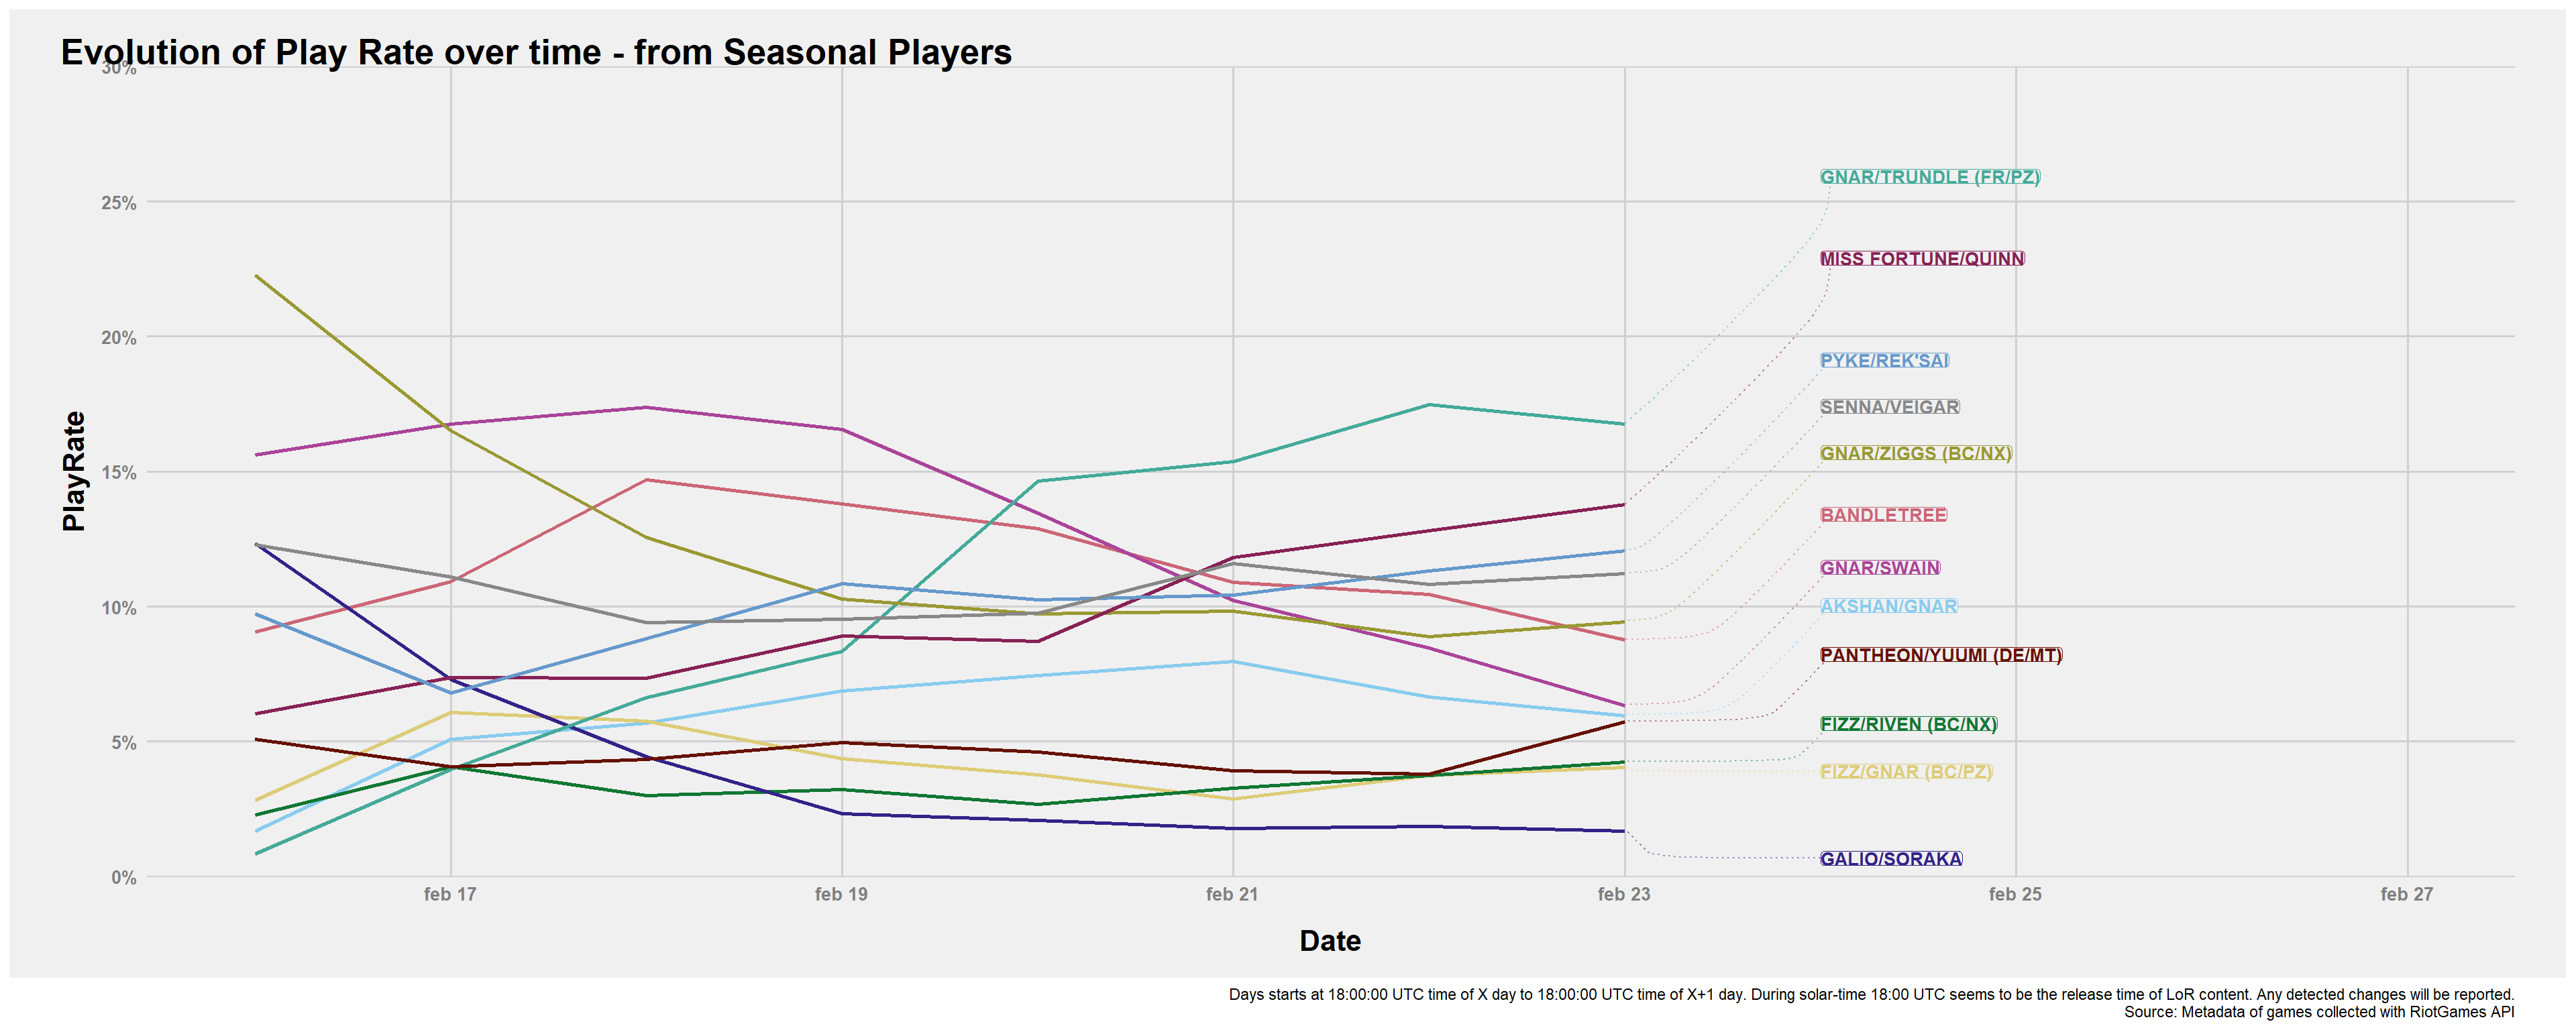 Evolution of Play Rate over time - from Seasonal Players
30%
25%
20%
15%
10%
5%
0%
PlayRate
GNAR/TRUNDLE (FR/PZ)
MISS FORTUNE/QUINN
PYKE/REK'SAI
SENNA/VEIGAR
GNAR/ZIGGS (BC/NX)
BANDLETREE
GNAR/SWAIN
AKSHAN/GNAR
PANTHEON/YUUMI (DE/MT)
FIZZ/RIVEN (BC/NX)
FIZZ/GNAR (BC/PZ)
GALIO/SORAKA
feb 17 feb 19 feb 21 feb 23 feb 25 feb 27
Date
Days starts at 18:00:00 UTC time of X day to 18:00:00 UTC time of X+1 day. During solar-time 18:00 UTC seems to be the release time of LoR content. Any detected changes will be reported.
Source: Metadata of games collected with RiotGames API